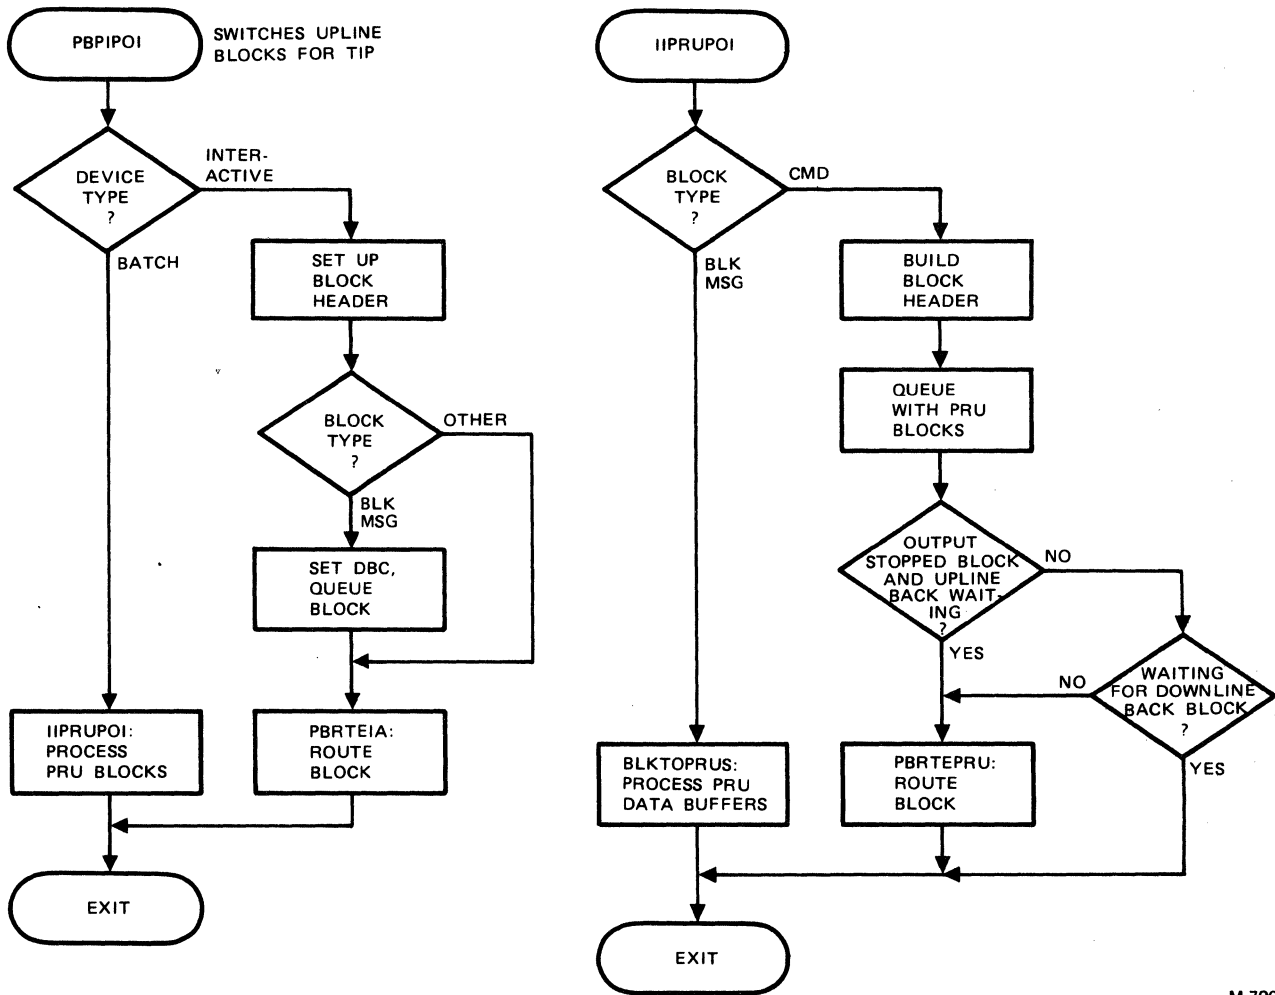 PBPIPOI
SWITCHES UPLINE
BLOCKS FOR TIP
DEVICE
TYPE
?
INTER-
ACTIVE
BATCH
SET UP
BLOCK
HEADER
BLOCK
TYPE
?
OTHER
BLK
MSG
SET DBC,
QUEUE
BLOCK
IIPRUPOI:
PROCESS
PRU BLOCKS
PBRTEIA:
ROUTE
BLOCK
EXIT
IIPRUPOI
BLOCK
TYPE
?
CMD
BLK
MSG
BUILD
BLOCK
HEADER
QUEUE
WITH PRU
BLOCKS
OUTPUT
STOPPED BLOCK
AND UPLINE
BACK WAIT-
ING
?
NO
YES
WAITING
FOR DOWNLINE
BACK BLOCK
?
NO
YES
BLKTOPRUS:
PROCESS PRU
DATA BUFFERS
PBRTEPRU:
ROUTE
BLOCK
EXIT